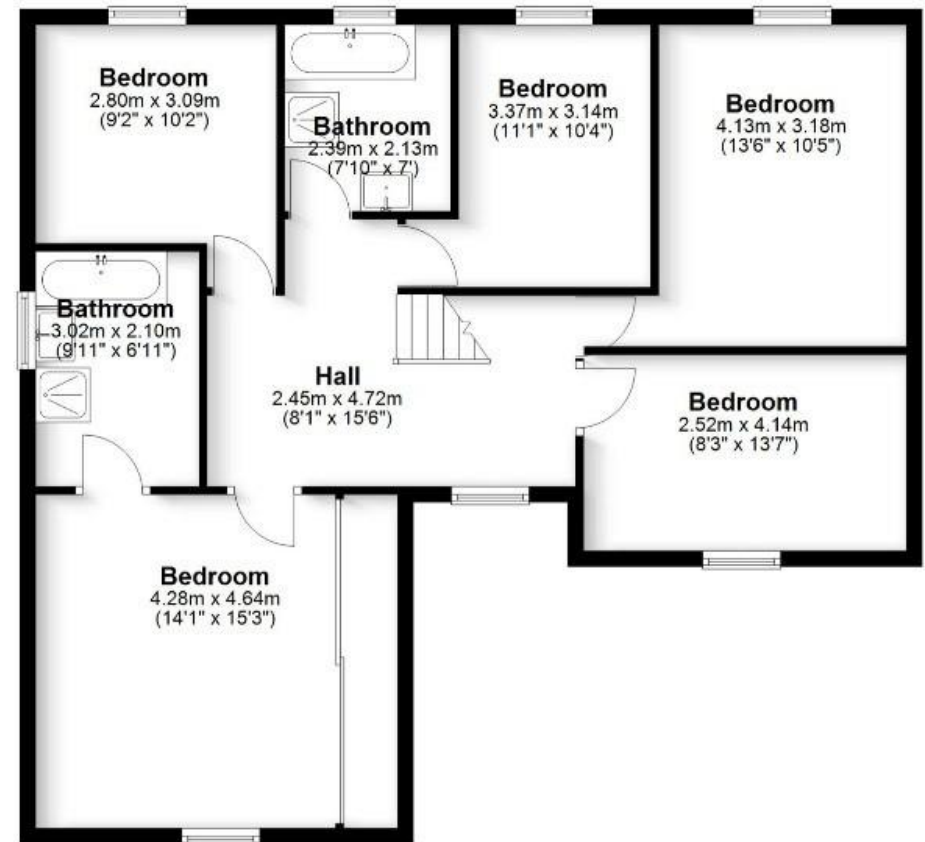 Bedroom
2.80m x 3.09m
(9'2" x 10'2")
Bathroom
2.39m x 2.13m
(7'10" x 7')
Bedroom
3.37m x 3.14m
(11'1" x 10'4")
Bedroom
4.13m x 3.18m
(13'6" x 10'5")
Bathroom
3.02m x 2.10m
(9'11" x 6'11")
Hall
2.45m x 4.72m
(8'1" x 15'6")
Bedroom
2.52m x 4.14m
(8'3" x 13'7")
Bedroom
4.28m x 4.64m
(14'1" x 15'3")